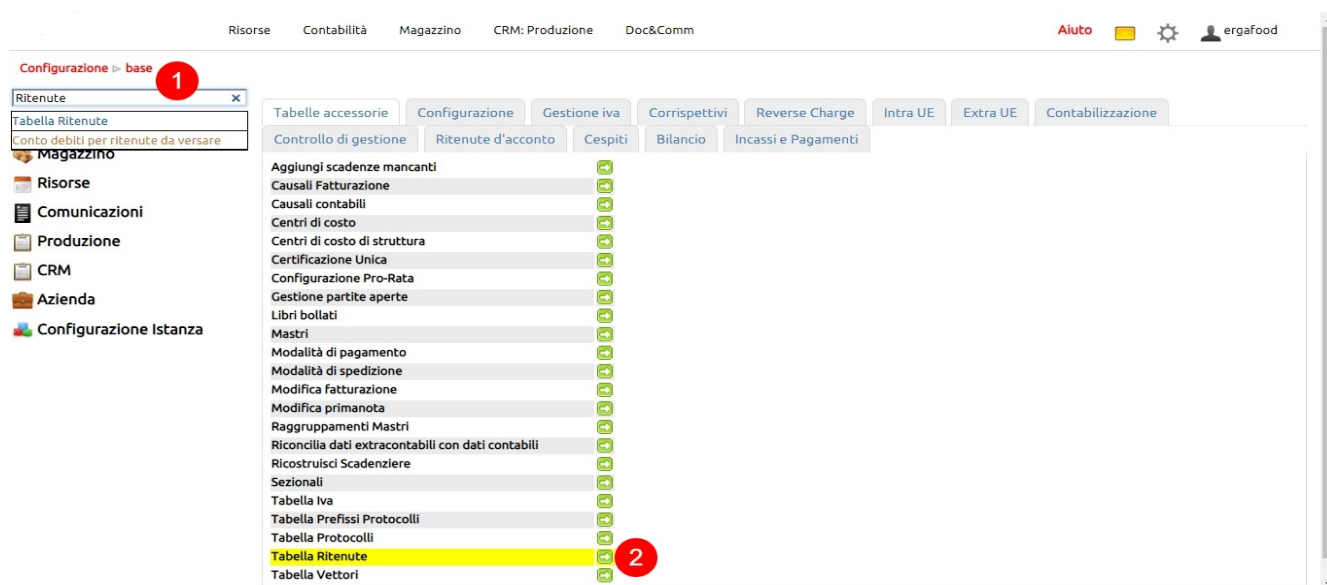 Risorse Contabilità Magazzino CRM: Produzione Doc&Comm Aiuto ergafood
Configurazione ▹ base
1
Ritenute ×
Tabella Ritenute
Conto debiti per ritenute da versare
Magazzino
Risorse
Comunicazioni
Produzione
CRM
Azienda
Configurazione Istanza
Tabelle accessorie Configurazione Gestione iva Corrispettivi Reverse Charge Intra UE Extra UE Contabilizzazione
Controllo di gestione Ritenute d'acconto Cespiti Bilancio Incassi e Pagamenti
Aggiungi scadenze mancanti
Causali Fatturazione
Causali contabili
Centri di costo
Centri di costo di struttura
Certificazione Unica
Configurazione Pro-Rata
Gestione partite aperte
Libri bollati
Mastri
Modalità di pagamento
Modalità di spedizione
Modifica fatturazione
Modifica primanota
Raggruppamenti Mastri
Riconcilia dati extracontabili con dati contabili
Ricostruisci Scadenziere
Sezionali
Tabella Iva
Tabella Prefissi Protocolli
Tabella Protocolli
Tabella Ritenute 2
Tabella Vettori